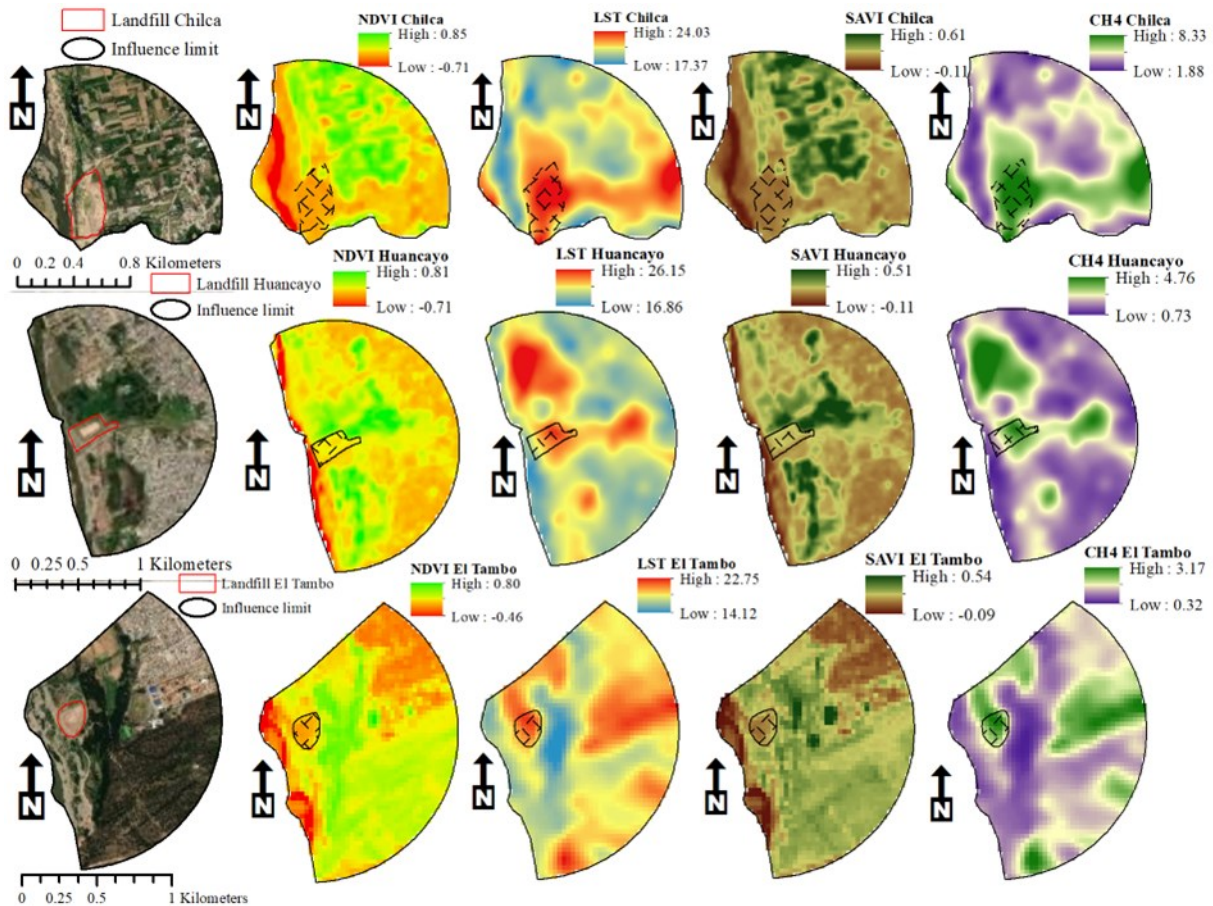 Landfill Chilca
Influence limit
N
NDVI Chilca
High : 0.85
Low : -0.71
N
LST Chilca
High : 24.03
Low : 17.37
N
SAVI Chilca
High : 0.61
Low : -0.11
N
CH4 Chilca
High : 8.33
Low : 1.88
N
0 0.2 0.4 0.8 Kilometers
Landfill Huancayo
Influence limit
N
NDVI Huancayo
High : 0.81
Low : -0.71
N
LST Huancayo
High : 26.15
Low : 16.86
N
SAVI Huancayo
High : 0.51
Low : -0.11
N
CH4 Huancayo
High : 4.76
Low : 0.73
N
0 0.25 0.5 1 Kilometers
Landfill El Tambo
Influence limit
N
NDVI El Tambo
High : 0.80
Low : -0.46
N
LST El Tambo
High : 22.75
Low : 14.12
N
SAVI El Tambo
High : 0.54
Low : -0.09
N
CH4 El Tambo
High : 3.17
Low : 0.32
N
0 0.25 0.5 1 Kilometers